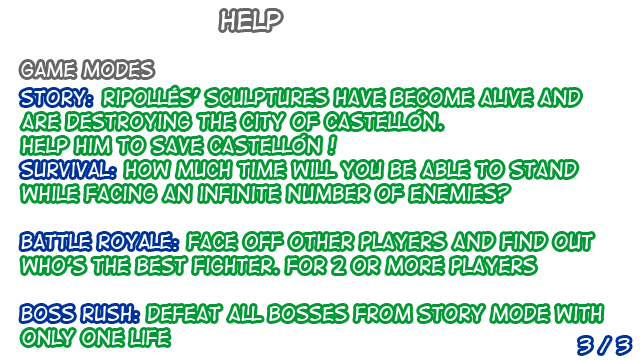 HELP
GAME MODES
STORY: RIPOLLÉS' SCULPTURES HAVE BECOME ALIVE AND
ARE DESTROYING THE CITY OF CASTELLÓN.
HELP HIM TO SAVE CASTELLÓN !
SURVIVAL: HOW MUCH TIME WILL YOU BE ABLE TO STAND
WHILE FACING AN INFINITE NUMBER OF ENEMIES?
BATTLE ROYALE: FACE OFF OTHER PLAYERS AND FIND OUT
WHO'S THE BEST FIGHTER. FOR 2 OR MORE PLAYERS
BOSS RUSH: DEFEAT ALL BOSSES FROM STORY MODE WITH
ONLY ONE LIFE
3 / 3